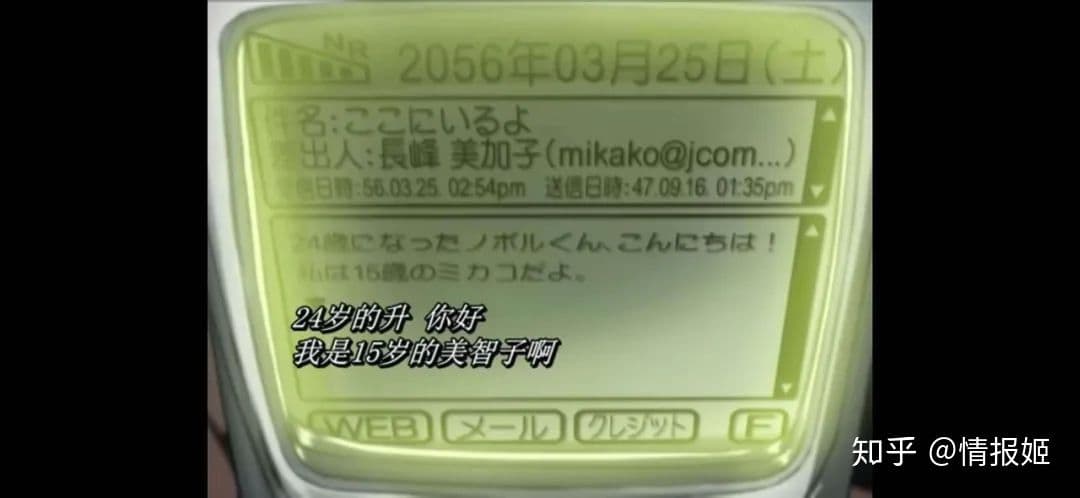 NR 2056年03月25日(土)
件名:ここにいるよ
差出人:長峰 美加子(mikako@jcom...)
受信日時:56.03.25. 02:54pm 送信日時:47.09.16. 01:35pm
24歳になったノボルくん、こんにちは！
私は15歳のミカコだよ。
24岁的升 你好
我是15岁的美智子啊
WEB メール クレジット F
知乎 @情报姬